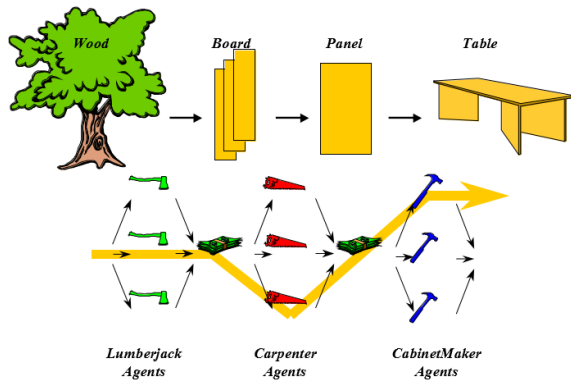 Wood
Board
Panel
Table
Lumberjack
Agents
Carpenter
Agents
CabinetMaker
Agents